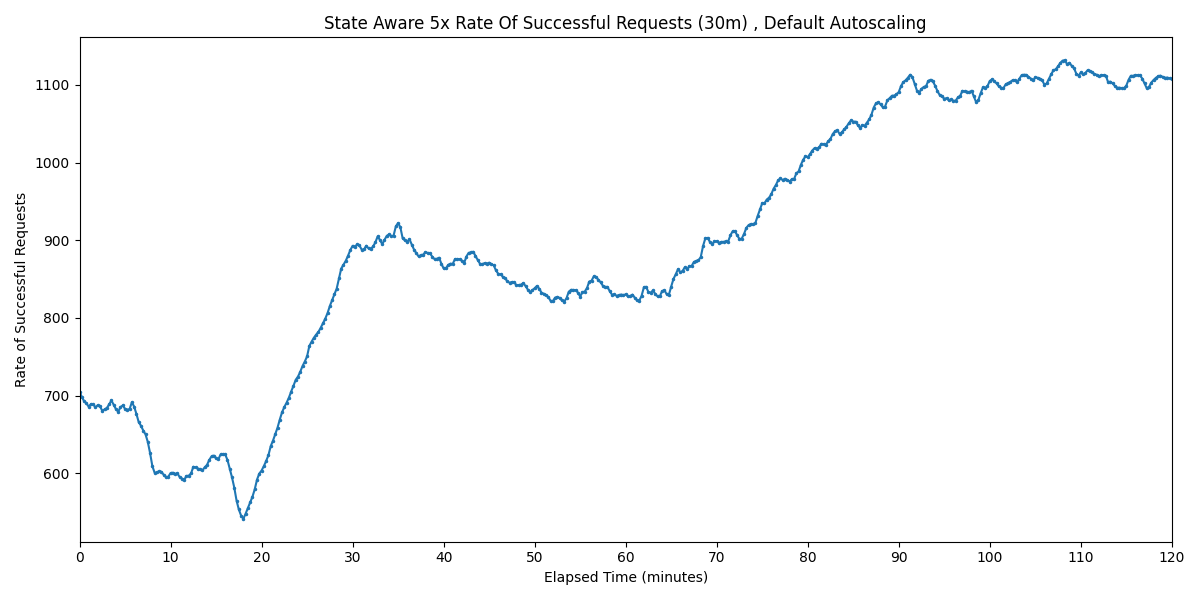 State Aware 5x Rate Of Successful Requests (30m) , Default Autoscaling
1100
1000
900
800
700
600
Rate of Successful Requests
0 10 20 30 40 50 60 70 80 90 100 110 120
Elapsed Time (minutes)